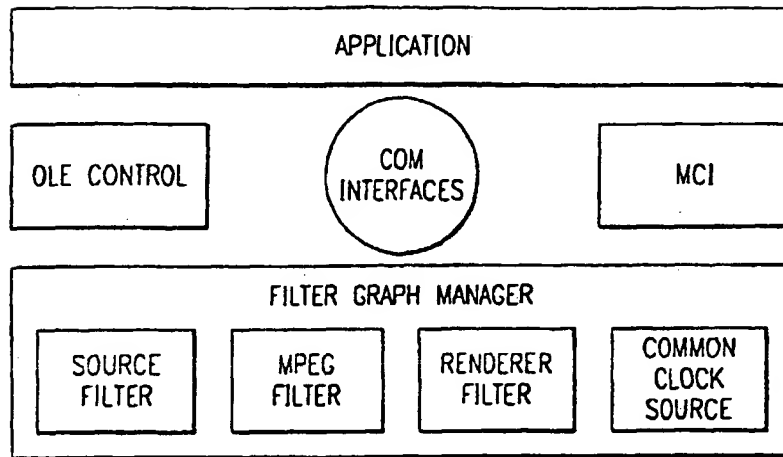 APPLICATION
OLE CONTROL
COM
INTERFACES
MCI
FILTER GRAPH MANAGER
SOURCE
FILTER
MPEG
FILTER
RENDERER
FILTER
COMMON
CLOCK
SOURCE